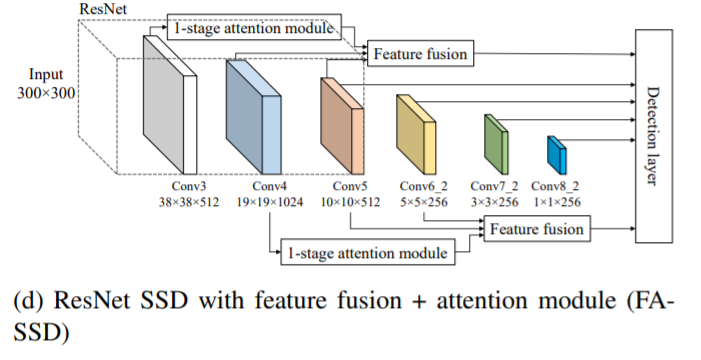 ResNet
1-stage attention module
Feature fusion
Input
300×300
Detection layer
Conv3
38×38×512
Conv4
19×19×1024
Conv5
10×10×512
Conv6_2
5×5×256
Conv7_2
3×3×256
Conv8_2
1×1×256
Feature fusion
1-stage attention module
(d) ResNet SSD with feature fusion + attention module (FA-
SSD)